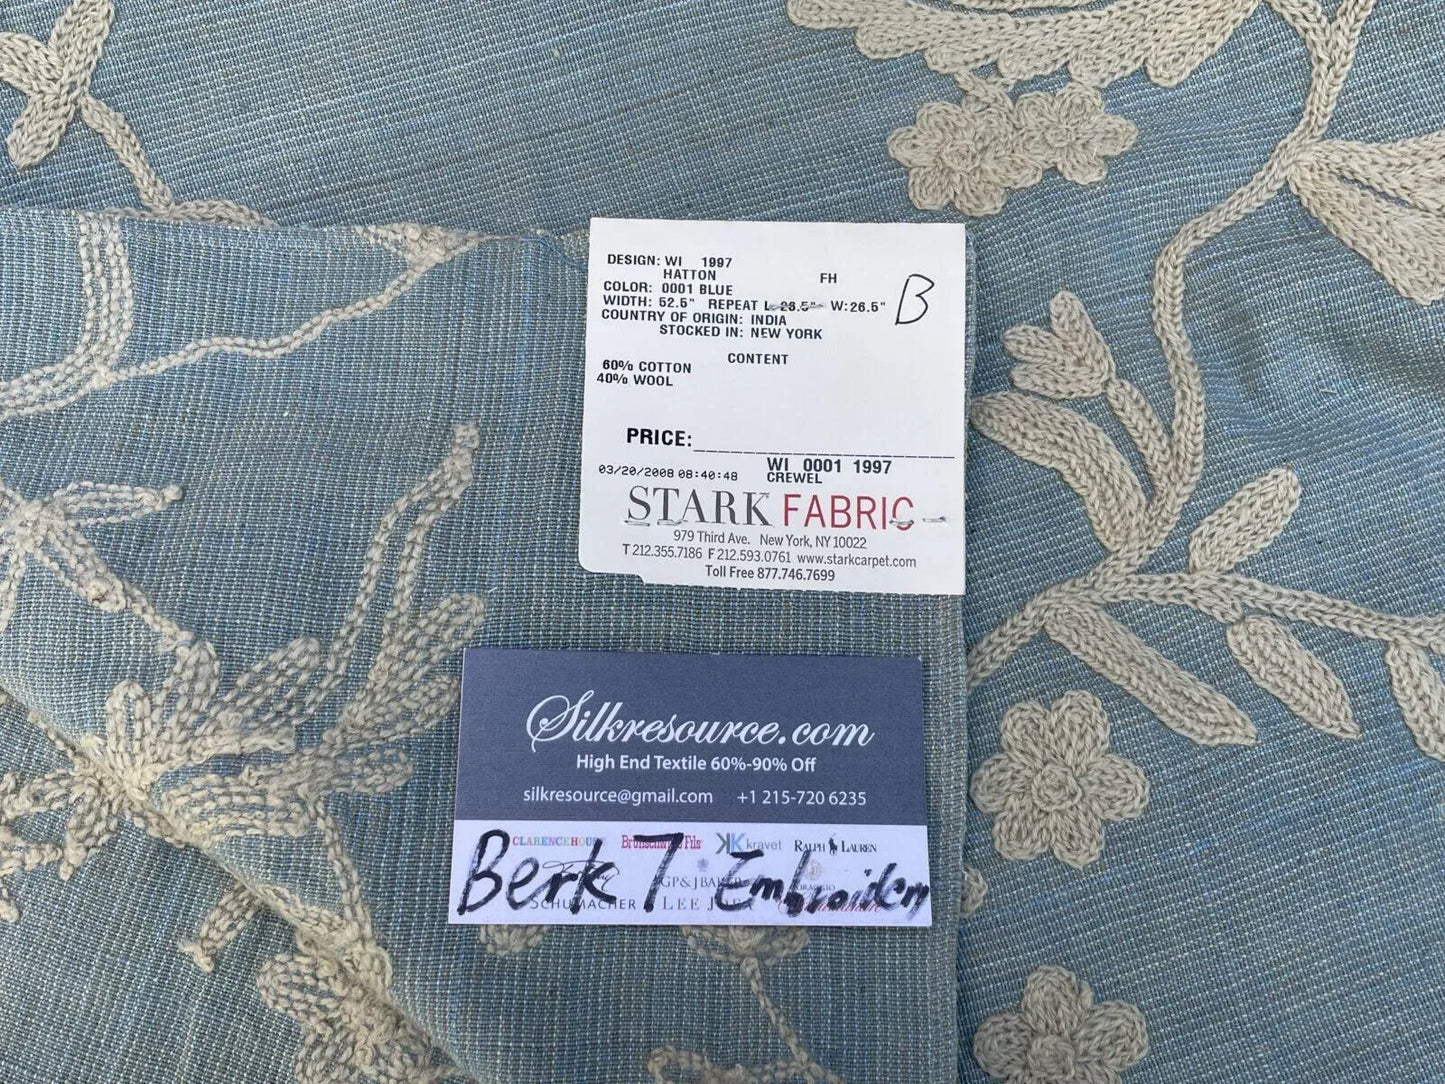 DESIGN: WI 1997
HATTON FH
COLOR: 0001 BLUE
WIDTH: 52.5" REPEAT L 26.5" W:26.5"
B
COUNTRY OF ORIGIN: INDIA
STOCKED IN: NEW YORK
CONTENT
60% COTTON
40% WOOL
PRICE:
WI 0001 1997
03/20/2008 08:40:48 CREWEL
STARK FABRIC
979 Third Ave. New York, NY 10022
T 212.355.7186 F 212.593.0761 www.starkcarpet.com
Toll Free 877.746.7699
Silkresource.com
High End Textile 60%-90% Off
silkresource@gmail.com +1 215-720 6235
CLARENCE HOUSE kravet RALPH LAUREN
Berk 7 Embroidery
GP & J BAKER
SCHUMACHER LEE JOFA